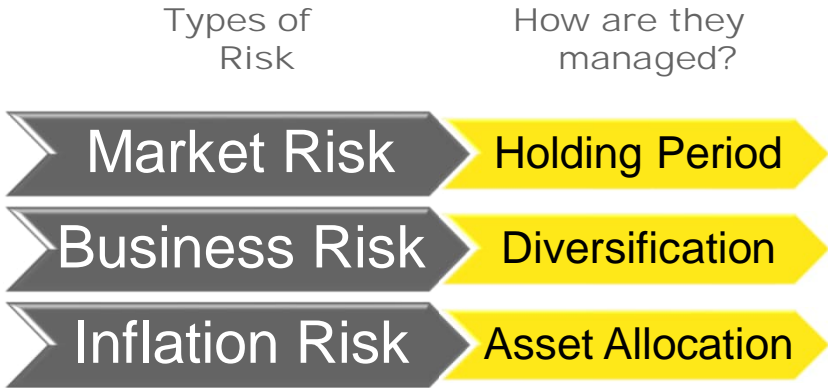 Types of
Risk
How are they
managed?
Market Risk
Holding Period
Business Risk
Diversification
Inflation Risk
Asset Allocation